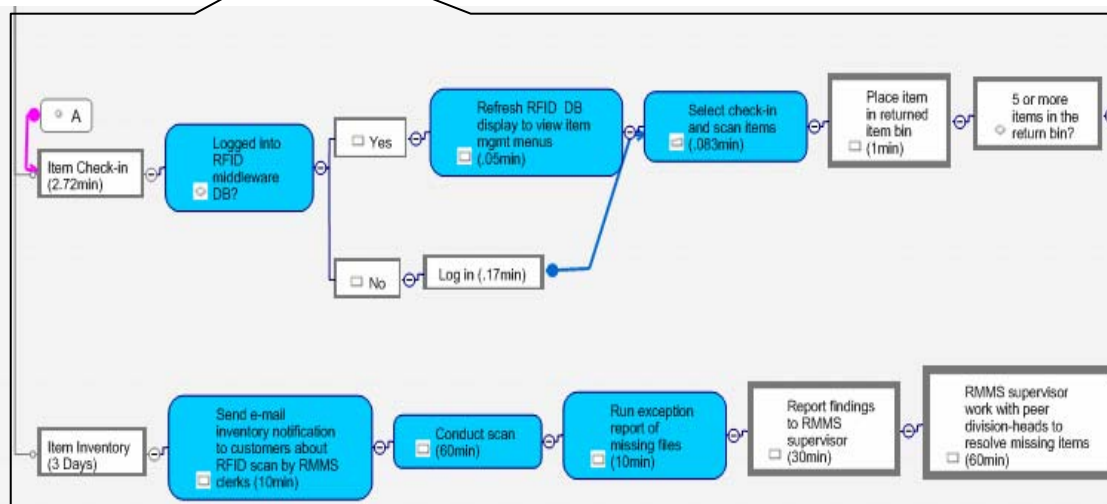 A
Item Check-in
(2.72min)
Logged into
RFID
middleware
DB?
Yes
Refresh RFID DB
display to view item
mgmt menus
(.05min)
Select check-in
and scan items
(.083min)
Place item
in returned
item bin
(1min)
5 or more
items in the
return bin?
No
Log in (.17min)
Item Inventory
(3 Days)
Send e-mail
inventory notification
to customers about
RFID scan by RMMS
clerks (10min)
Conduct scan
(60min)
Run exception
report of
missing files
(10min)
Report findings
to RMMS
supervisor
(30min)
RMMS supervisor
work with peer
division-heads to
resolve missing items
(60min)